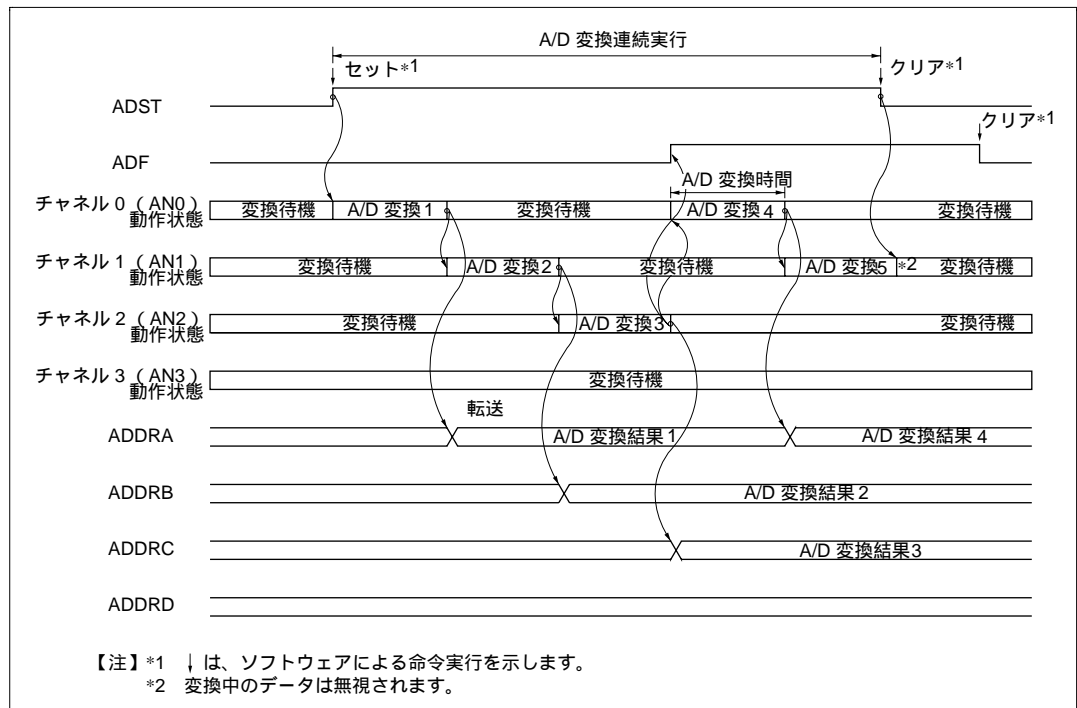 A/D 変換連続実行
セット*1
クリア*1
ADST
クリア*1
ADF
A/D 変換時間
チャネル 0 ( AN0 )
動作状態
変換待機
A/D 変換1
変換待機
A/D 変換4
変換待機
チャネル 1 ( AN1 )
動作状態
変換待機
A/D 変換2
変換待機
A/D 変換5
*2
変換待機
チャネル 2 ( AN2 )
動作状態
変換待機
A/D 変換3
変換待機
チャネル 3 ( AN3 )
動作状態
変換待機
転送
ADDRA
A/D 変換結果1
A/D 変換結果 4
ADDRB
A/D 変換結果 2
ADDRC
A/D 変換結果3
ADDRD
【注】*1 ↓は、ソフトウェアによる命令実行を示します。
*2 変換中のデータは無視されます。